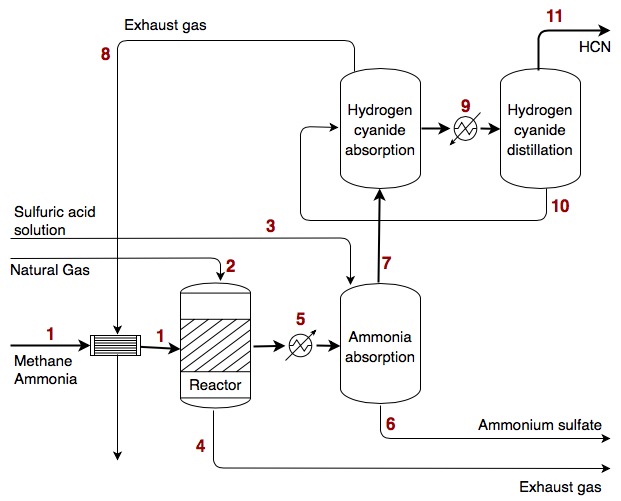 11
Exhaust gas
HCN
8
9
Hydrogen
cyanide
absorption
Hydrogen
cyanide
distillation
10
Sulfuric acid
solution
3
7
Natural Gas
2
5
1
1
Ammonia
absorption
Methane
Ammonia
Reactor
6
Ammonium sulfate
4
Exhaust gas